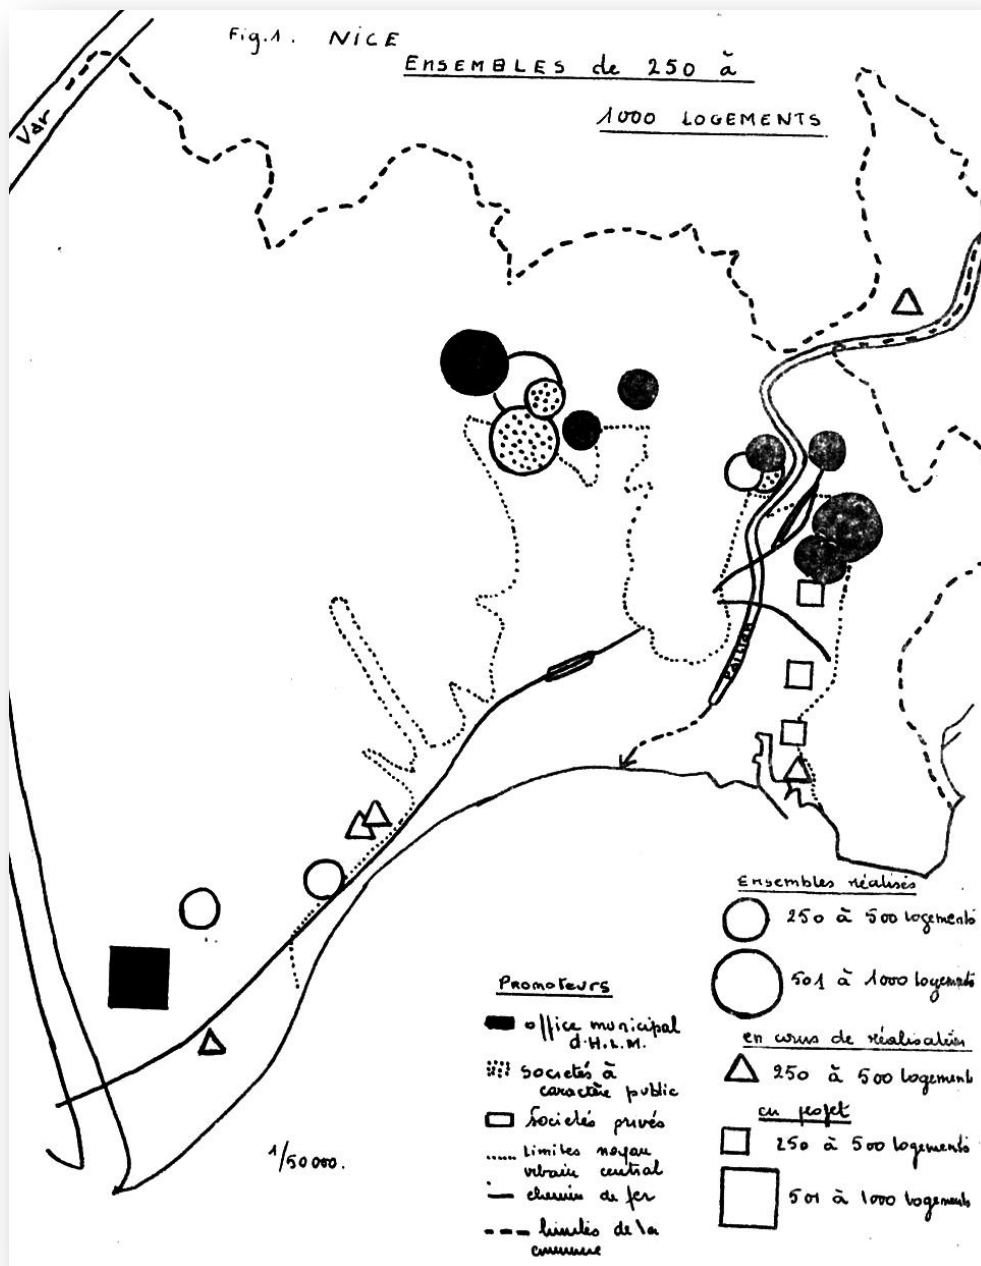 Fig.1. NICE
ENSEMBLES de 250 à
1000 LOGEMENTS
Var
Paillon
Ensembles réalisés
250 à 500 logements
501 à 1000 logements
en cours de réalisation
250 à 500 logements
en projet
250 à 500 logements
501 à 1000 logements
Promoteurs
office municipal
d.H.L.M.
Societés à
caractère public
Societés privés
Limites noyau
urbain central
chemin de fer
limites de la
commune
1/50 000.